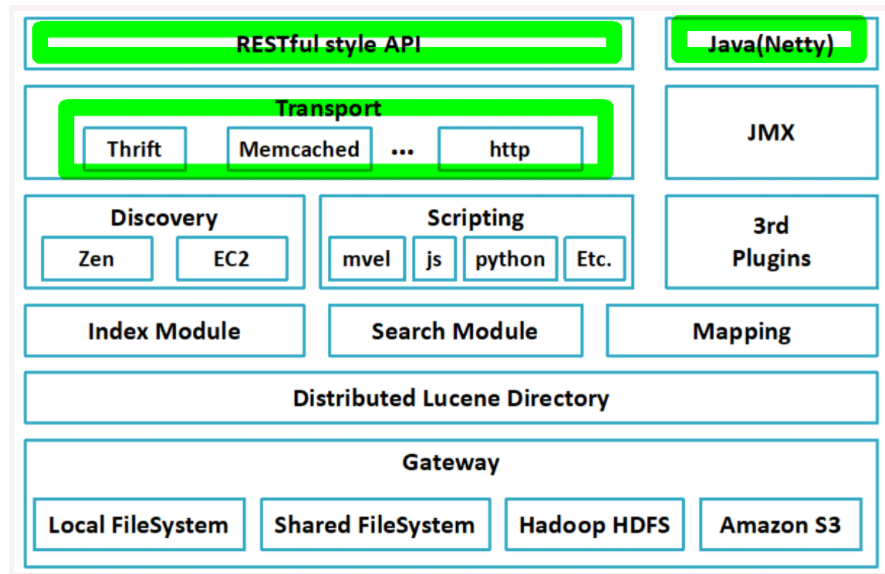 RESTful style API
Java(Netty)
Transport
Thrift
Memcached
...
http
JMX
Discovery
Zen
EC2
Scripting
mvel
js
python
Etc.
3rd
Plugins
Index Module
Search Module
Mapping
Distributed Lucene Directory
Gateway
Local FileSystem
Shared FileSystem
Hadoop HDFS
Amazon S3